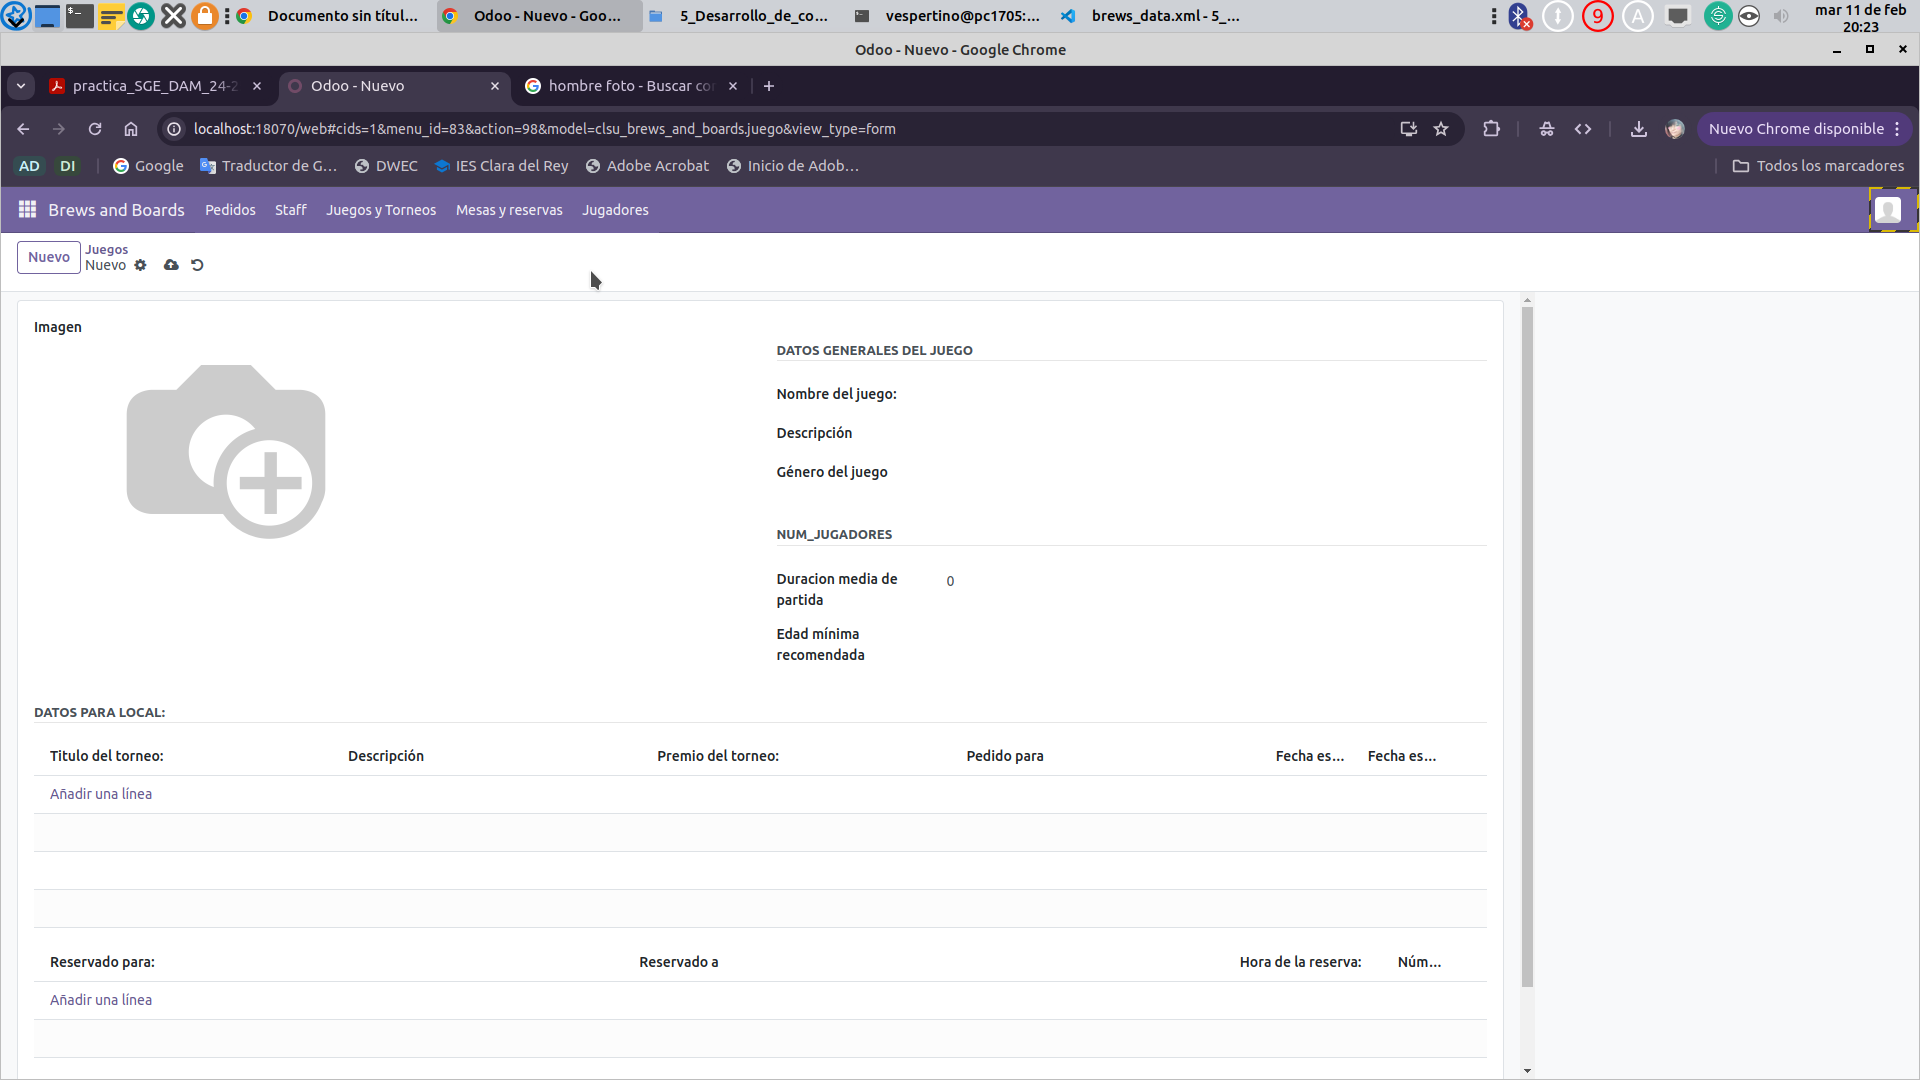 $_
Documento sin títul...
Odoo - Nuevo - Goo...
5_Desarrollo_de_co...
vespertino@pc1705:...
brews_data.xml - 5_...
9
A
mar 11 de feb
20:23
Odoo - Nuevo - Google Chrome
practica_SGE_DAM_24-2
Odoo - Nuevo
hombre foto - Buscar co
localhost:18070/web#cids=1&menu_id=83&action=98&model=clsu_brews_and_boards.juego&view_type=form
Nuevo Chrome disponible
AD
DI
Google
Traductor de G...
DWEC
IES Clara del Rey
Adobe Acrobat
Inicio de Adob...
Todos los marcadores
Brews and Boards
Pedidos
Staff
Juegos y Torneos
Mesas y reservas
Jugadores
Nuevo
Juegos
Nuevo
Imagen
DATOS GENERALES DEL JUEGO
Nombre del juego:
Descripción
Género del juego
NUM_JUGADORES
Duracion media de
partida
0
Edad mínima
recomendada
DATOS PARA LOCAL:
Titulo del torneo:
Descripción
Premio del torneo:
Pedido para
Fecha es...
Fecha es...
Añadir una línea
Reservado para:
Reservado a
Hora de la reserva:
Núm...
Añadir una línea